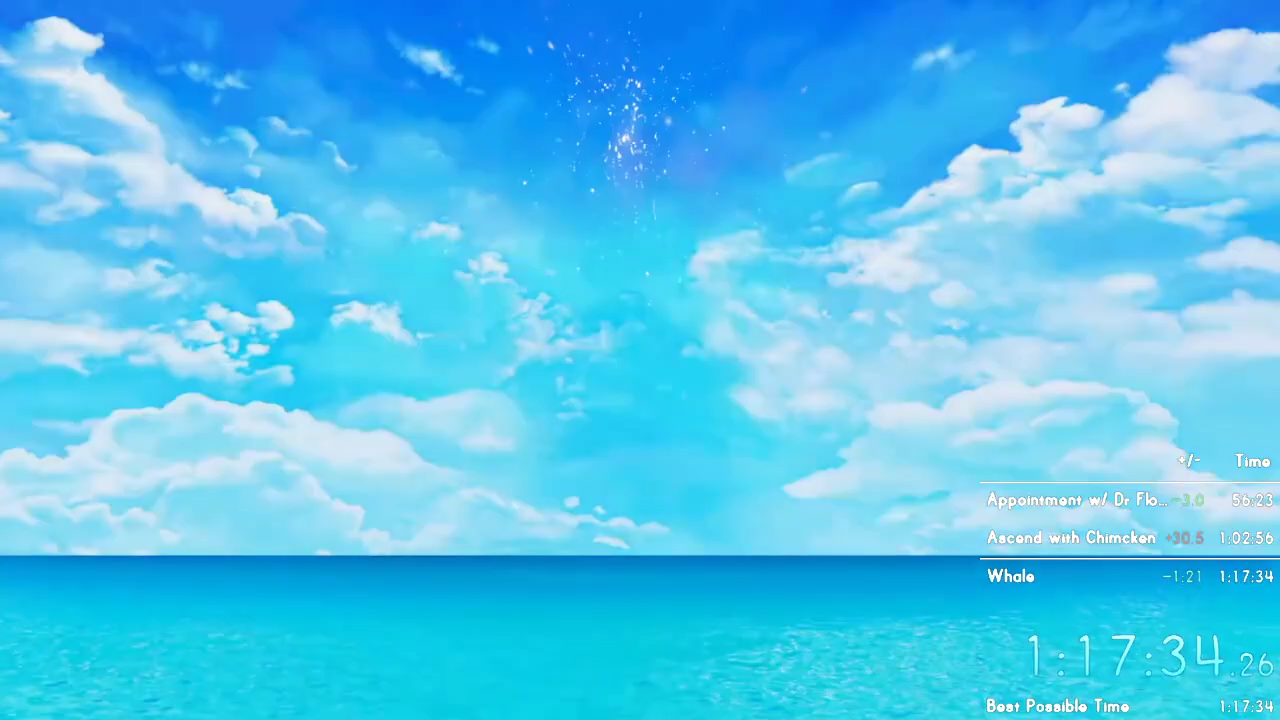 +/- Time
Appointment w/ Dr Flo... -3.0 56:23
Ascend with Chimcken +30.5 1:02:56
Whale -1:21 1:17:34
1:17:34.26
Best Possible Time 1:17:34